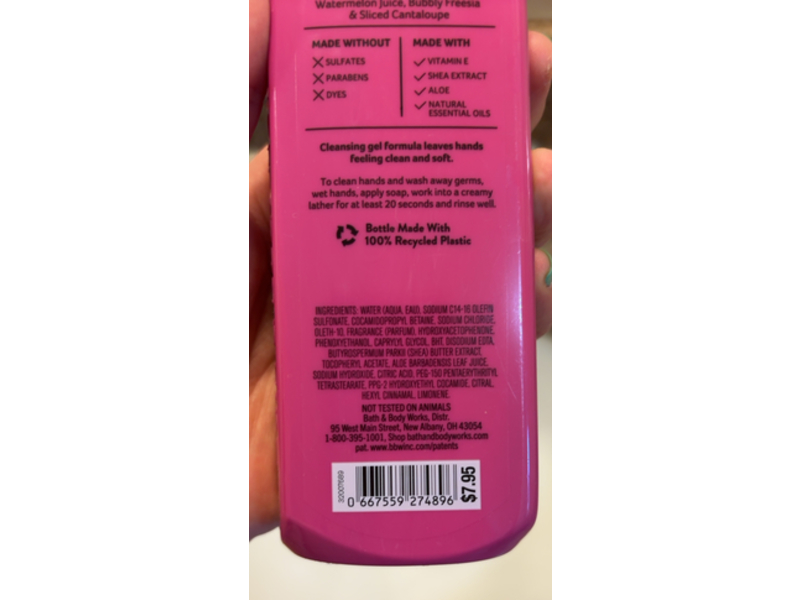 Watermelon Juice, Bubbly Freesia
& Sliced Cantaloupe
MADE WITHOUT
SULFATES
PARABENS
DYES
MADE WITH
VITAMIN E
SHEA EXTRACT
ALOE
NATURAL
ESSENTIAL OILS
Cleansing gel formula leaves hands
feeling clean and soft.
To clean hands and wash away germs,
wet hands, apply soap, work into a creamy
lather for at least 20 seconds and rinse well.
Bottle Made With
100% Recycled Plastic
INGREDIENTS: WATER (AQUA, EAU), SODIUM C14-16 OLEFIN
SULFONATE, COCAMIDOPROPYL BETAINE, SODIUM CHLORIDE,
OLETH-10, FRAGRANCE (PARFUM), HYDROXYACETOPHENONE,
PHENOXYETHANOL, CAPRYLYL GLYCOL, BHT, DISODIUM EDTA,
BUTYROSPERMUM PARKII (SHEA) BUTTER EXTRACT,
TOCOPHERYL ACETATE, ALOE BARBADENSIS LEAF JUICE,
SODIUM HYDROXIDE, CITRIC ACID, PEG-150 PENTAERYTHRITYL
TETRASTEARATE, PPG-2 HYDROXYETHYL COCAMIDE, CITRAL,
HEXYL CINNAMAL, LIMONENE.
NOT TESTED ON ANIMALS
Bath & Body Works, Distr.
95 West Main Street, New Albany, OH 43054
1-800-395-1001, Shop bathandbodyworks.com
pat. www.bbwinc.com/patents
0 667559 274896
$7.95